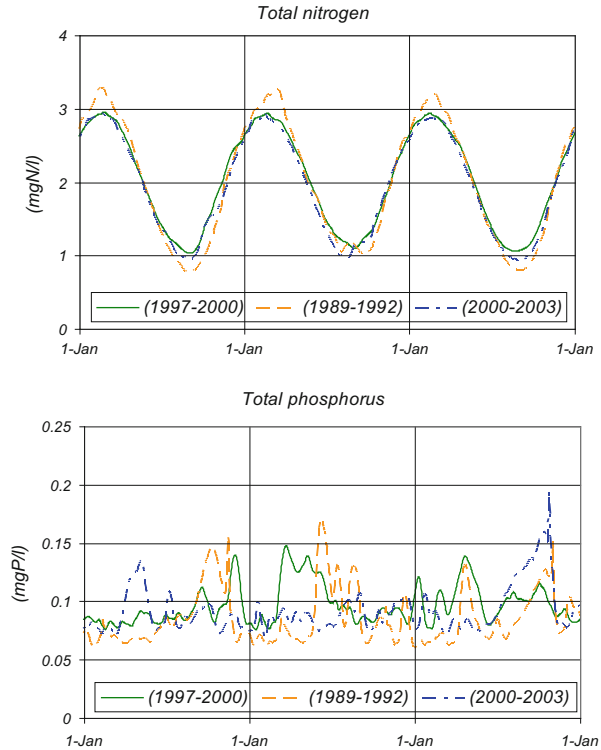 Total nitrogen
4
3
2
1
0
(mgN/l)
(1997-2000) (1989-1992) (2000-2003)
1-Jan 1-Jan 1-Jan 1-Jan
Total phosphorus
0.25
0.2
0.15
0.1
0.05
0
(mgP/l)
(1997-2000) (1989-1992) (2000-2003)
1-Jan 1-Jan 1-Jan 1-Jan